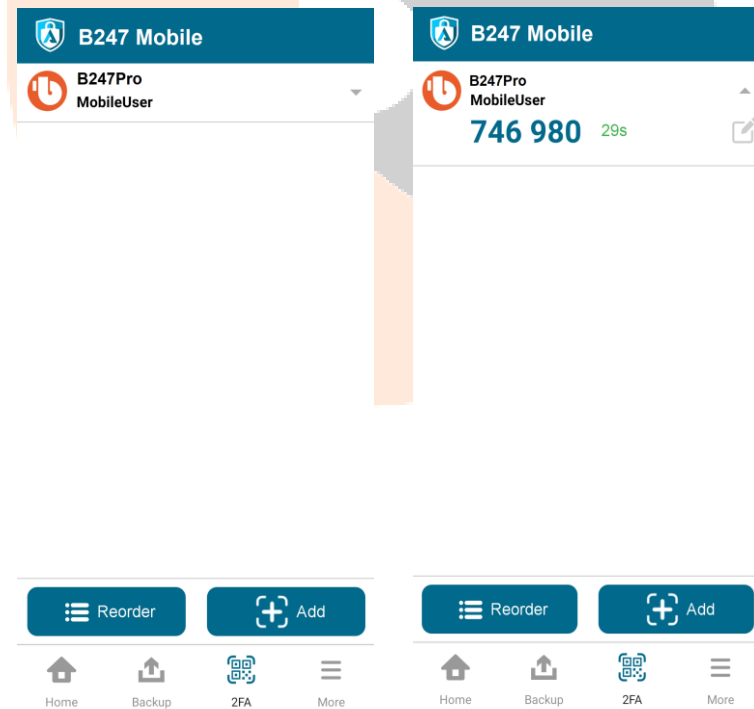 B247 Mobile
B247Pro
MobileUser
Reorder
Add
Home
Backup
2FA
More
B247 Mobile
B247Pro
MobileUser
746 980 29s
Reorder
Add
Home
Backup
2FA
More